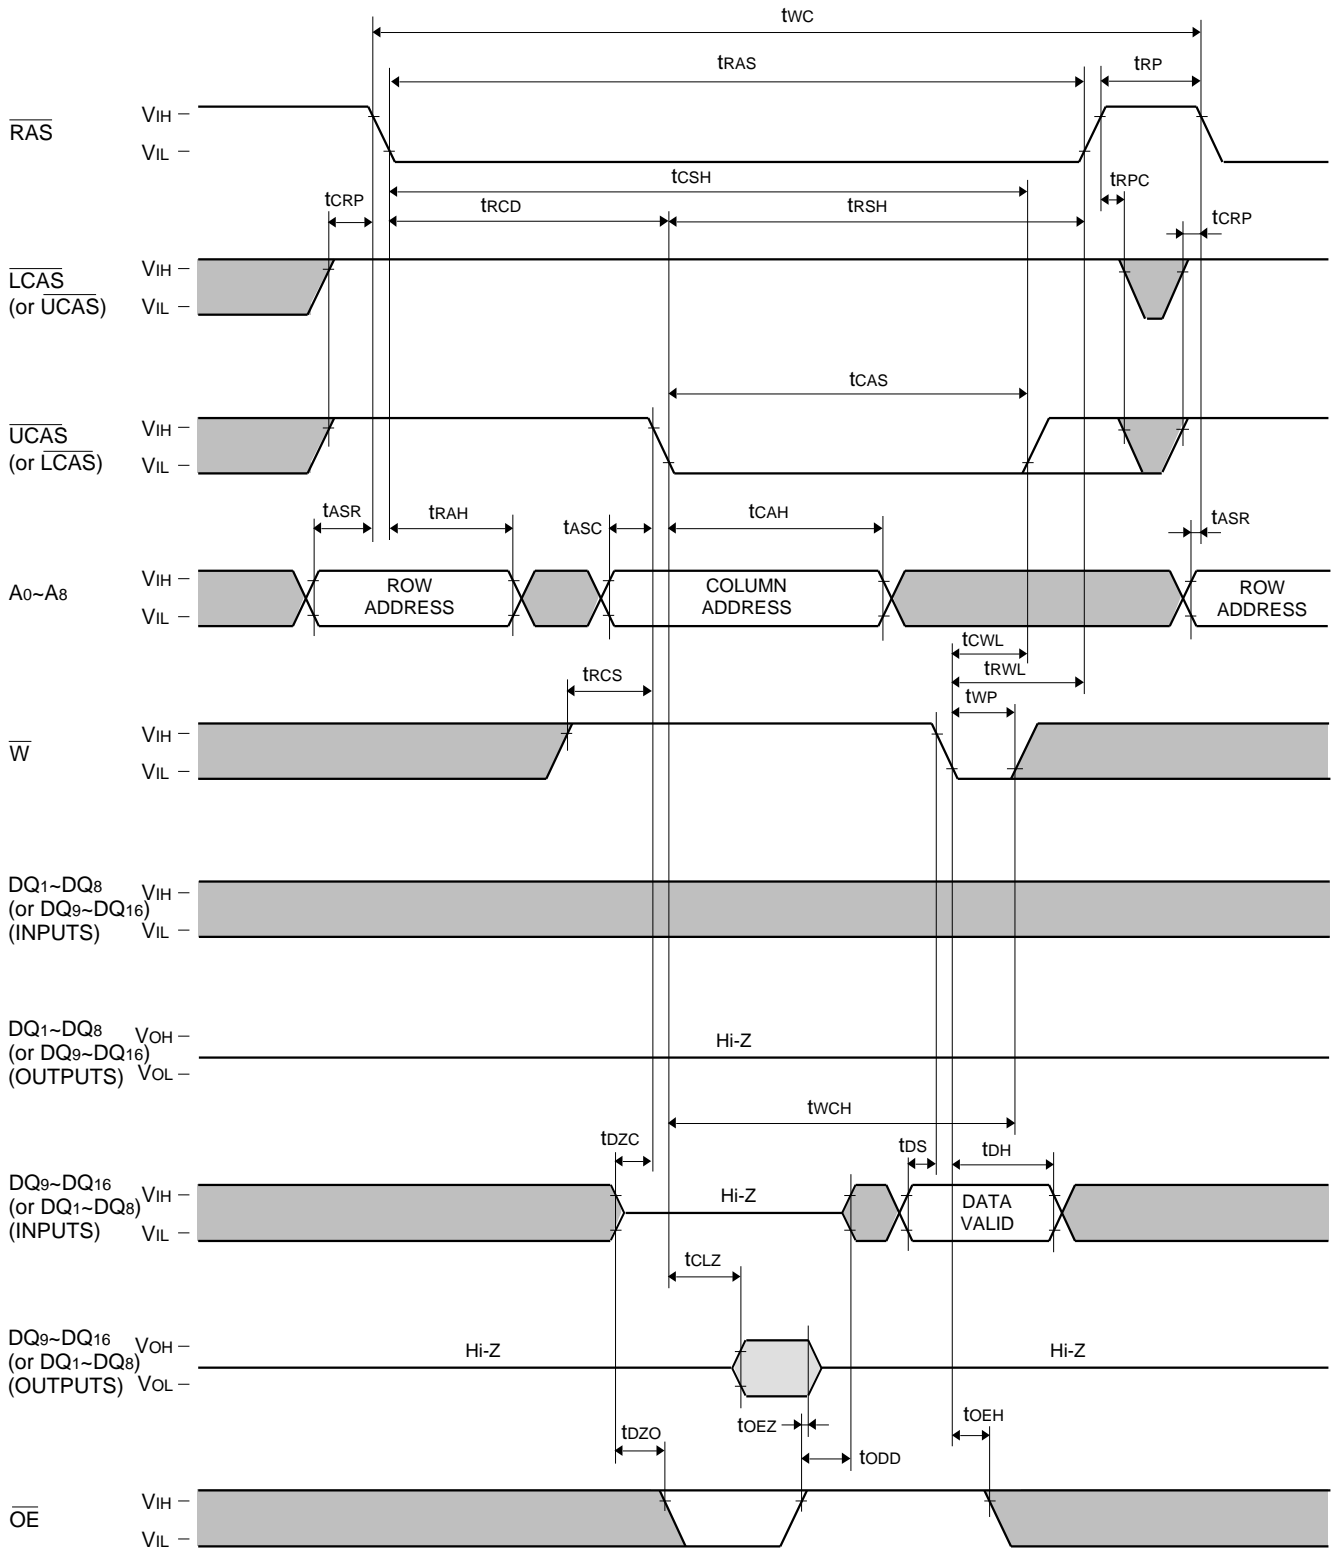 tWC
tRAS
tRP
RAS
VIH
VIL
tCSH
tRPC
tCRP
tRCD
tRSH
tCRP
LCAS
(or UCAS)
VIH
VIL
tCAS
UCAS
(or LCAS)
VIH
VIL
tASR
tRAH
tASC
tCAH
tASR
A0~A8
VIH
VIL
ROW
ADDRESS
COLUMN
ADDRESS
ROW
ADDRESS
tCWL
tRWL
tRCS
tWP
W
VIH
VIL
DQ1~DQ8
(or DQ9~DQ16)
(INPUTS)
VIH
VIL
DQ1~DQ8
(or DQ9~DQ16)
(OUTPUTS)
VOH
VOL
Hi-Z
tWCH
tDZC
tDS
tDH
DQ9~DQ16
(or DQ1~DQ8)
(INPUTS)
VIH
VIL
Hi-Z
DATA
VALID
tCLZ
DQ9~DQ16
(or DQ1~DQ8)
(OUTPUTS)
VOH
VOL
Hi-Z
Hi-Z
tDZO
tOEZ
tODD
tOEH
OE
VIH
VIL